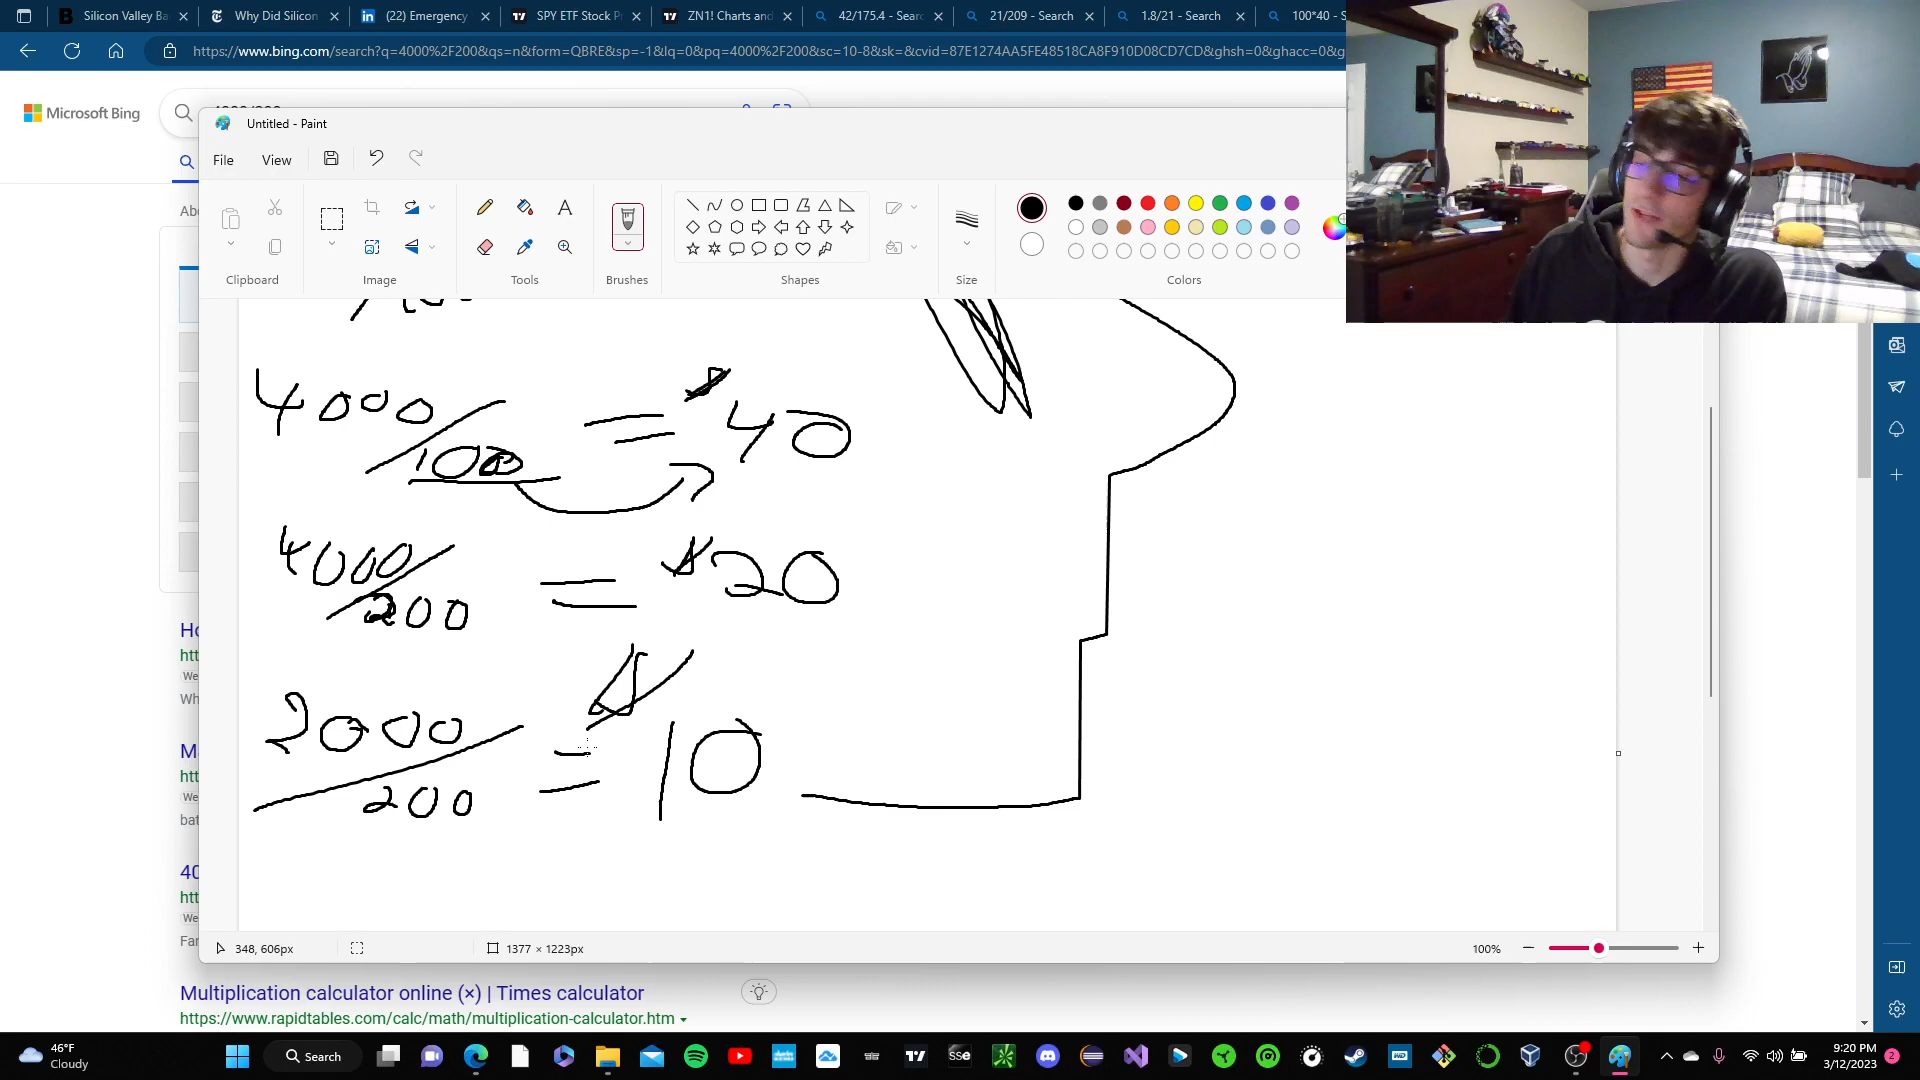 Silicon Valley Ba
Why Did Silicon
(22) Emergency
SPY ETF Stock P
ZN1! Charts and
42/175.4 - Sear
21/209 - Search
1.8/21 - Search
100*40 - S
https://www.bing.com/search?q=4000%2F200&qs=n&form=QBRE&sp=-1&lq=0&pq=4000%2F200&sc=10-8&sk=&cvid=87E1274AA5FE48518CA8F910D08CD7CD&ghsh=0&ghacc=0&g
Microsoft Bing
Untitled - Paint
File View
Clipboard
Image
Tools
Brushes
Shapes
Size
Colors
4000/100 = $40
4000/200 = $20
2000/200 = $10
348, 606px
1377 × 1223px
100%
Multiplication calculator online (×) | Times calculator
https://www.rapidtables.com/calc/math/multiplication-calculator.htm
46°F
Cloudy
Search
9:20 PM
3/12/2023
2